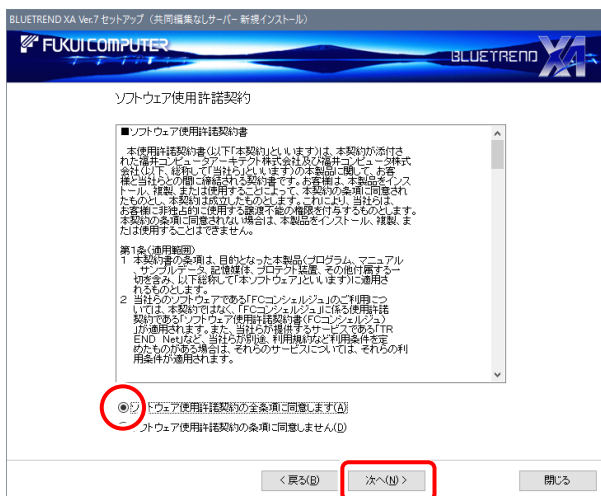 BLUETREND XA Ver.7 セットアップ（共同編集なしサーバー 新規インストール）
FUKUI COMPUTER
BLUETREND XA
ソフトウェア使用許諾契約
■ソフトウェア使用許諾契約書
本使用許諾契約書(以下「本契約」といいます)は、本契約が添付さ
れた福井コンピュータアーキテクト株式会社及び福井コンピュータ株式
会社(以下、総称して「当社ら」といいます)の本製品に関して、お客
様と当社らとの間に締結される契約書です。お客様は、本製品をインス
トール、複製、または使用することによって、本契約の条項に同意され
たものとし、本契約は成立したものとします。これにより、当社らは、
お客様に非独占的に使用する譲渡不能の権限を付与するものとします。
本契約の条項に同意されない場合は、本製品をインストール、複製、ま
たは使用することはできません。
第1条(適用範囲)
1 本契約書の条項は、目的となった本製品(プログラム、マニュアル
、サンプルデータ、記憶媒体、プロテクト装置、その他付属する一
切を含み、以下総称して「本ソフトウェア」といいます)に適用さ
れるものとします。
2 当社らのソフトウェアである「FCコンシェルジュ」のご利用につ
いては、本契約ではなく、「FCコンシェルジュ」に係る使用許諾
契約である「ソフトウェア使用許諾契約書(FCコンシェルジュ)
」が適用されます。また、当社らが提供するサービスである「TR
END Net」など、当社らが別途、利用規約など利用条件を定
めたものがある場合は、それらのサービスについては、それらの利
用条件が適用されます。
ソフトウェア使用許諾契約の全条項に同意します(A)
フトウェア使用許諾契約の条項に同意しません(D)
< 戻る(B)
次へ(N) >
閉じる